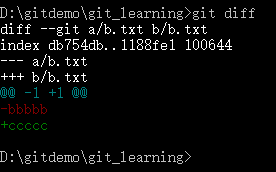 D:\gitdemo\git_learning>git diff
diff --git a/b.txt b/b.txt
index db754db..1188fe1 100644
--- a/b.txt
+++ b/b.txt
@@ -1 +1 @@
-bbbbb
+ccccc
D:\gitdemo\git_learning>